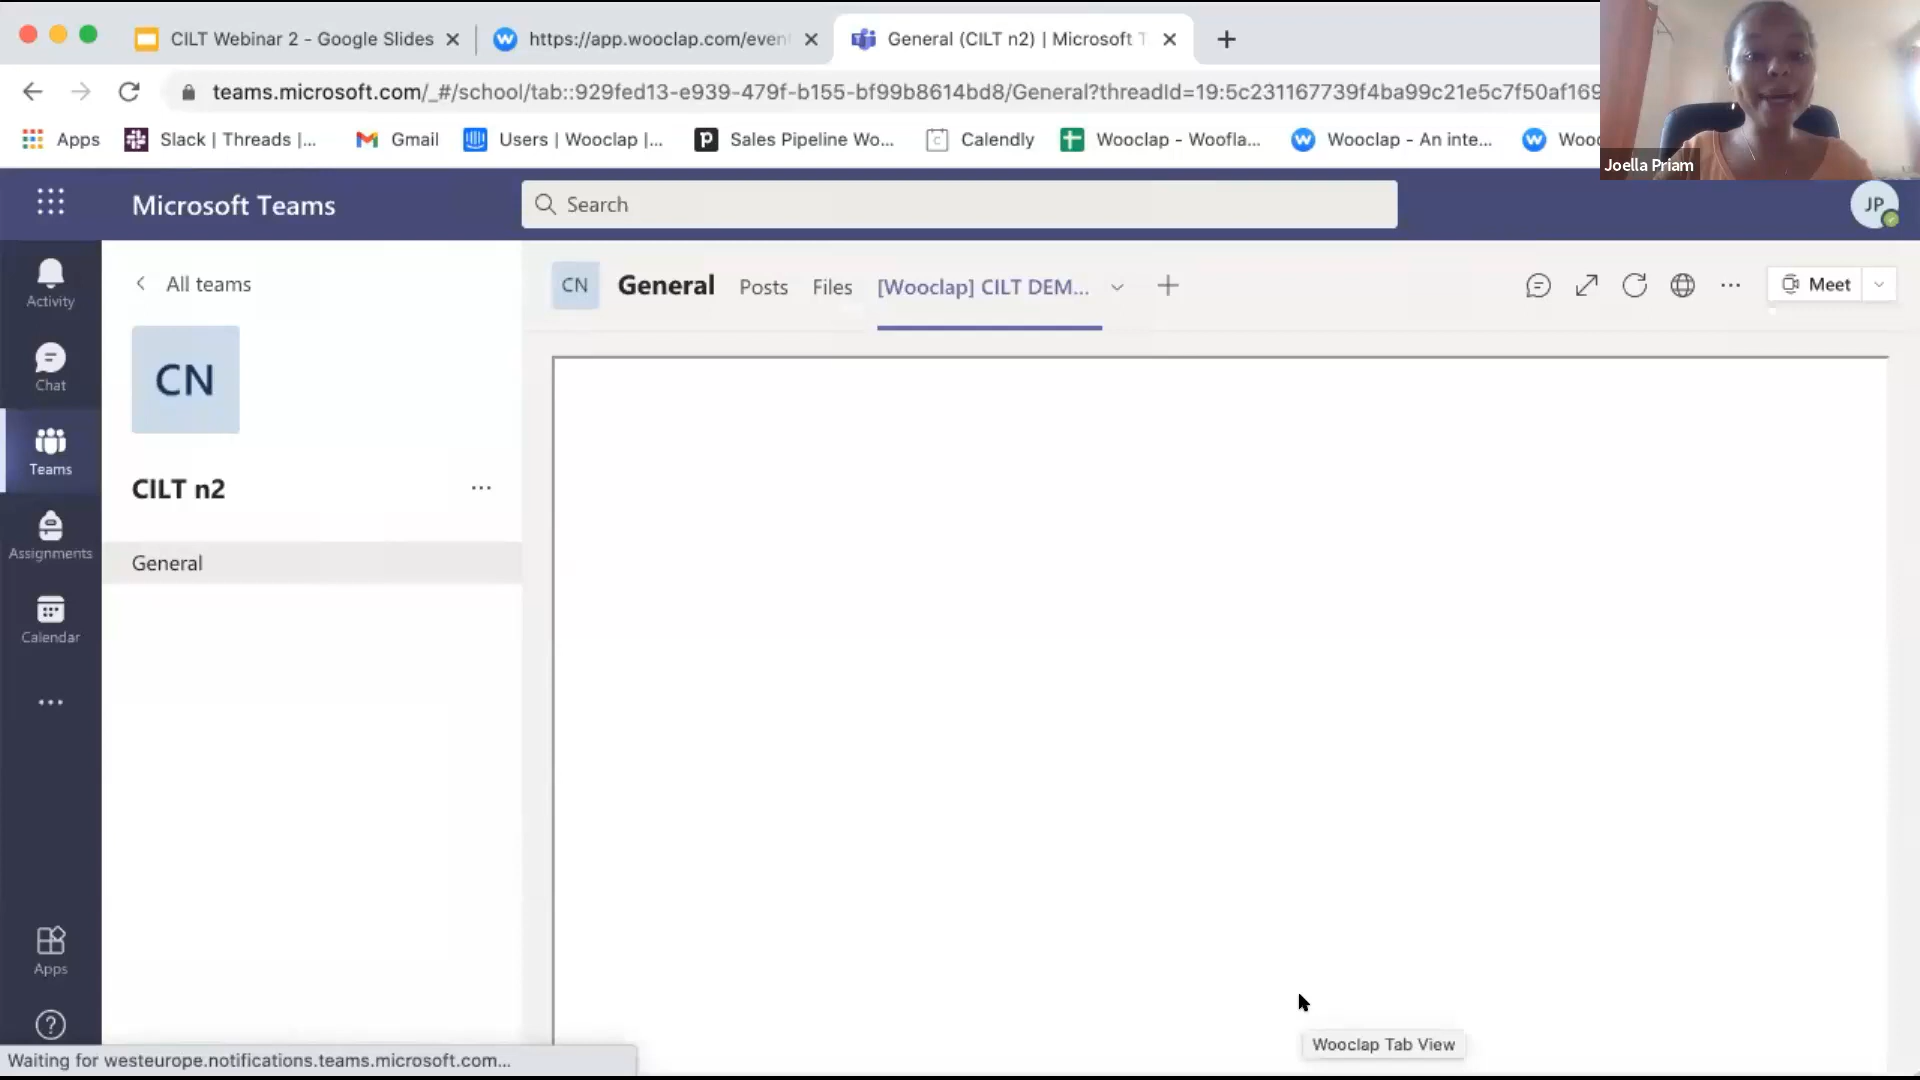 CILT Webinar 2 - Google Slides
https://app.wooclap.com/even
General (CILT n2) | Microsoft T
teams.microsoft.com/_#/school/tab::929fed13-e939-479f-b155-bf99b8614bd8/General?threadId=19:5c231167739f4ba99c21e5c7f50af169
Apps
Slack | Threads |...
Gmail
Users | Wooclap |...
Sales Pipeline Wo...
Calendly
Wooclap - Woofla...
Wooclap - An inte...
Wooc
Joella Priam
Microsoft Teams
Search
JP
Activity
Chat
Teams
Assignments
Calendar
Apps
All teams
CN
CILT n2
General
CN
General
Posts
Files
[Wooclap] CILT DEM...
Meet
Wooclap Tab View
Waiting for westeurope.notifications.teams.microsoft.com...